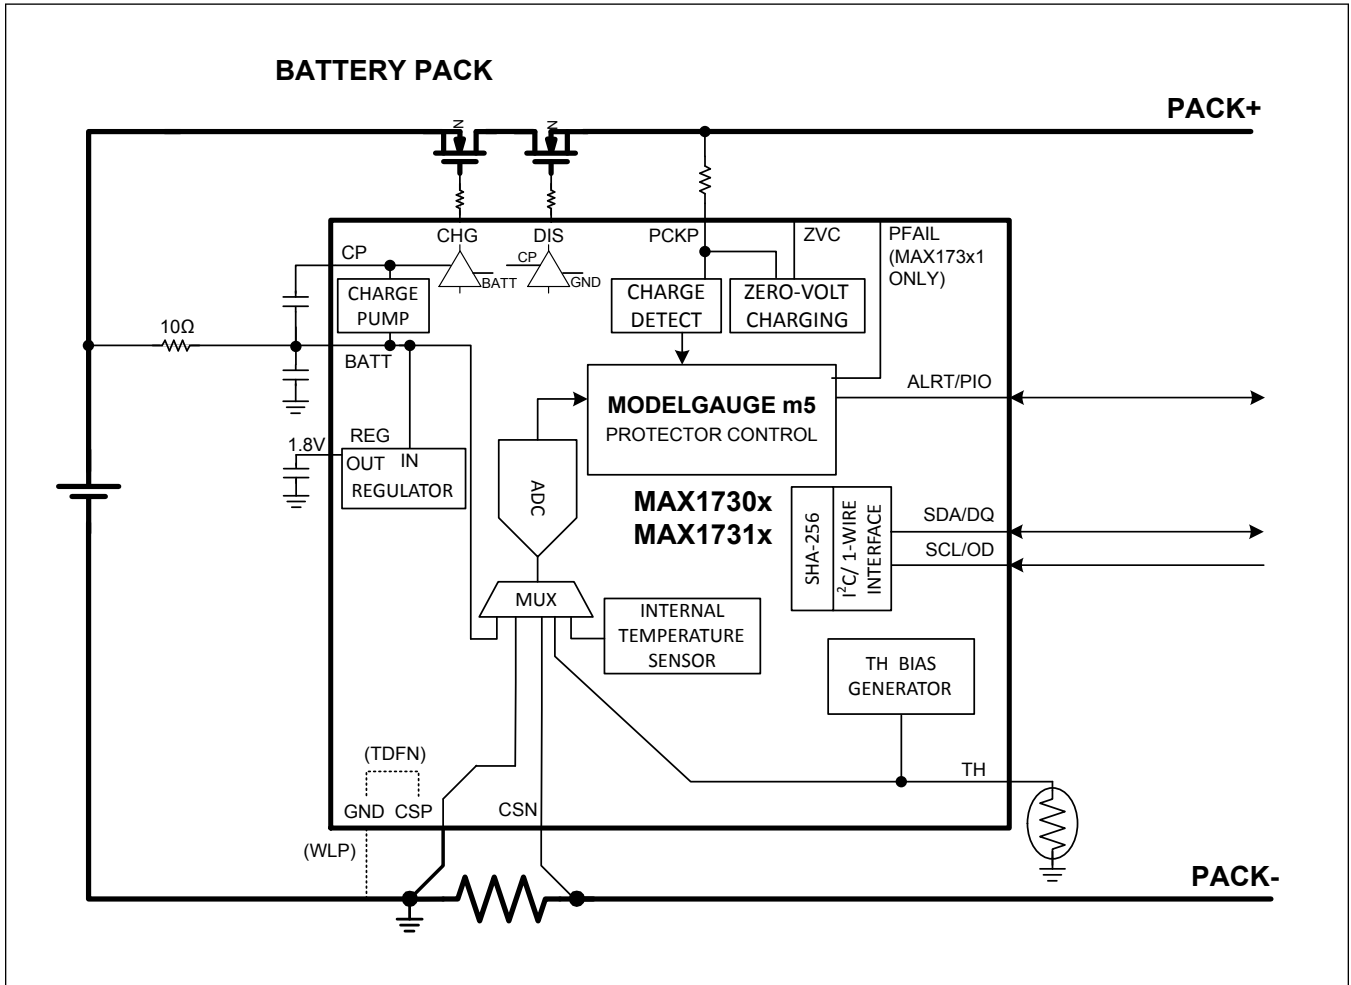 BATTERY PACK
PACK+
N
N
CHG
DIS
PCKP
ZVC
PFAIL
(MAX173x1
ONLY)
CP
CP
BATT
GND
CHARGE
PUMP
CHARGE
DETECT
ZERO-VOLT
CHARGING
10Ω
BATT
ALRT/PIO
MODELGAUGE m5
PROTECTOR CONTROL
1.8V
REG
OUT
IN
REGULATOR
ADC
MAX1730x
MAX1731x
SHA-256
I²C/ 1-WIRE
INTERFACE
SDA/DQ
SCL/OD
MUX
INTERNAL
TEMPERATURE
SENSOR
TH BIAS
GENERATOR
(TDFN)
TH
GND
CSP
CSN
(WLP)
PACK-